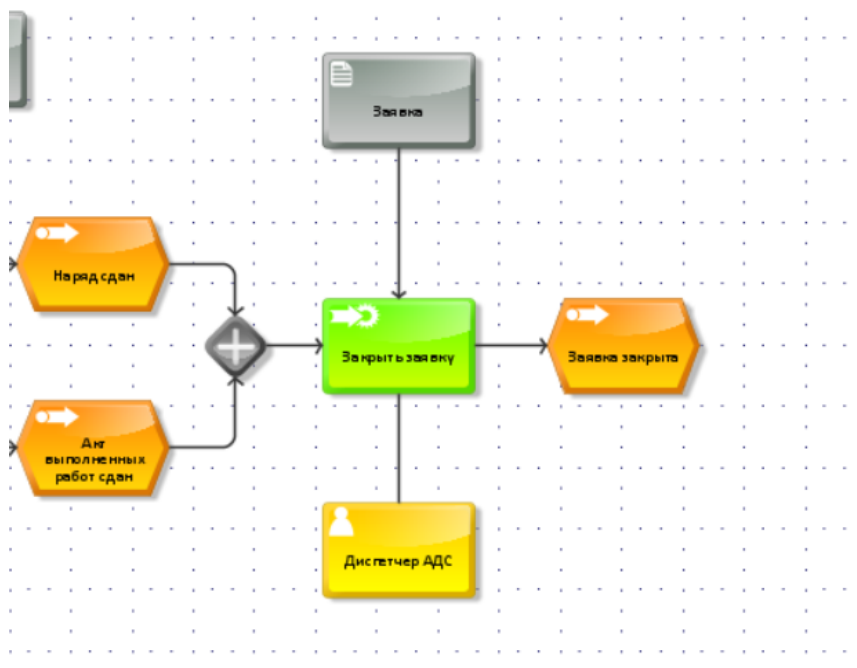 Заявка
Наряд сдан
Закрыть заявку
Заявка закрыта
Акт
выполненных
работ сдан
Диспетчер АДС